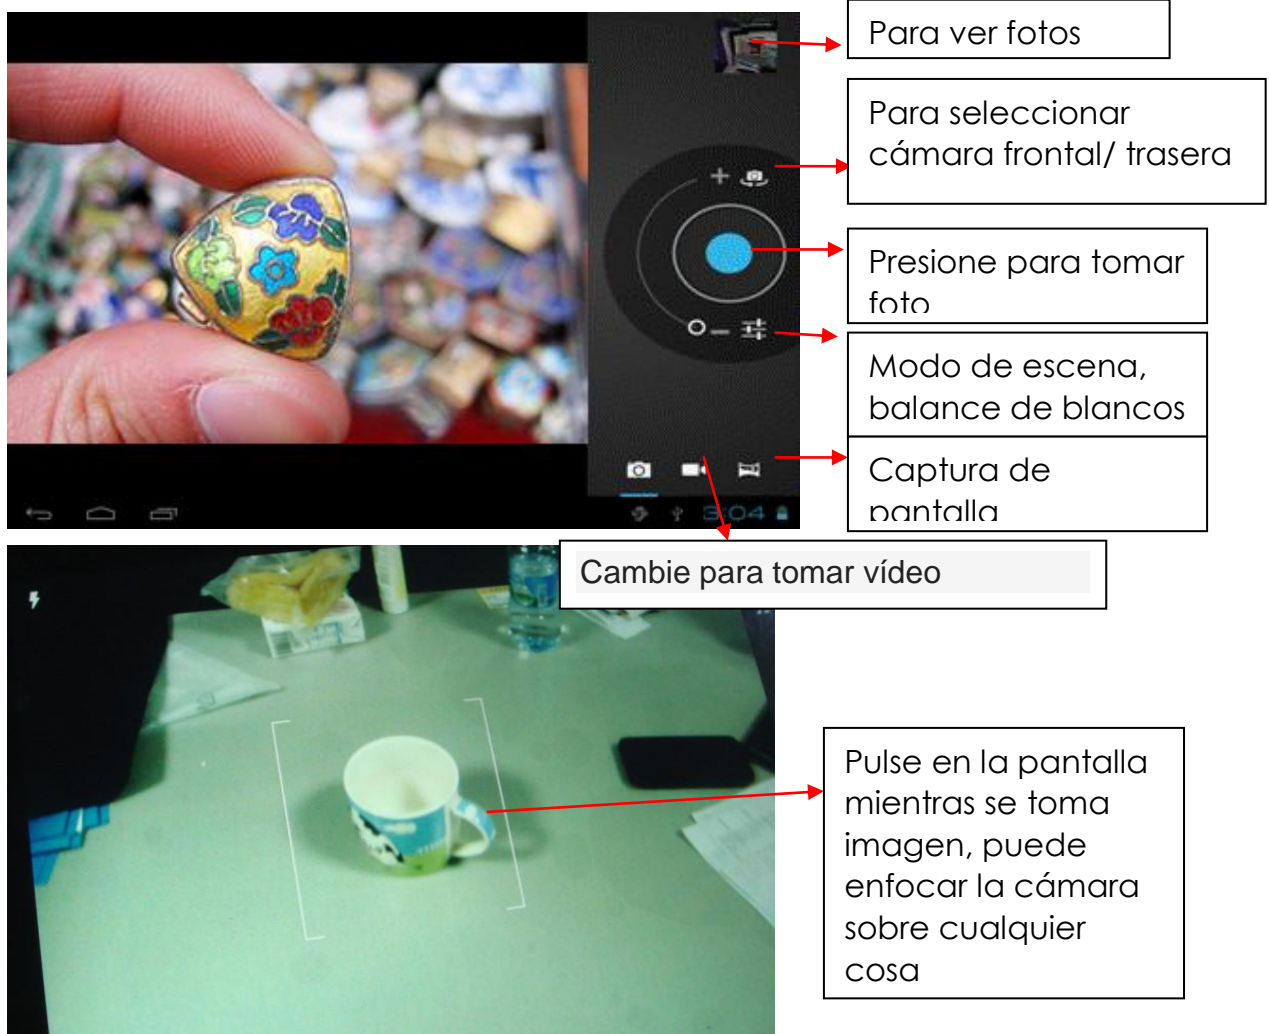 Para ver fotos
Para seleccionar
cámara frontal/ trasera
Presione para tomar
foto
Modo de escena,
balance de blancos
Captura de
pantalla
3:04
Cambie para tomar vídeo
Pulse en la pantalla
mientras se toma
imagen, puede
enfocar la cámara
sobre cualquier
cosa